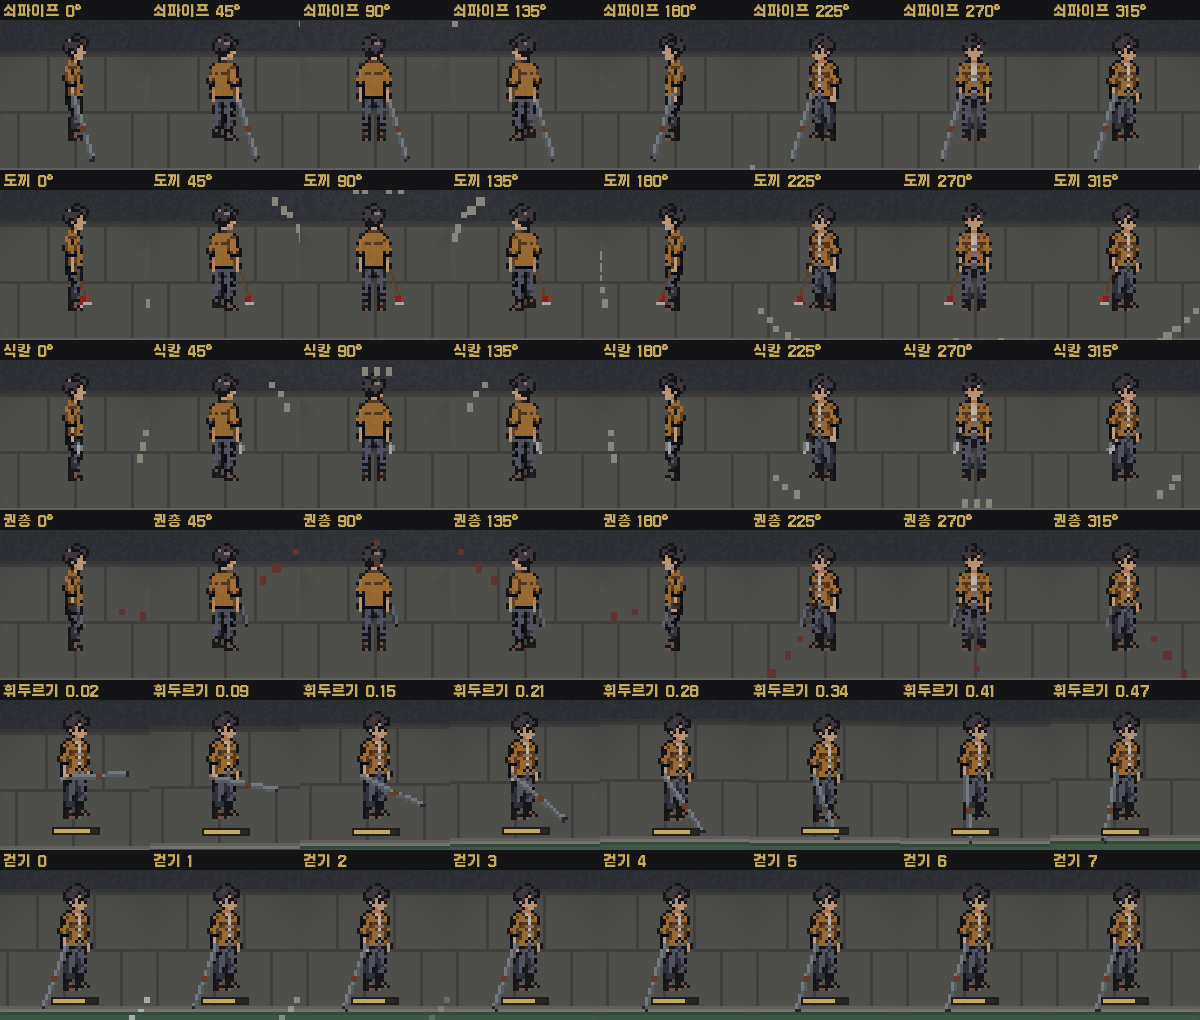 쇠파이프 0° 쇠파이프 45° 쇠파이프 90° 쇠파이프 135° 쇠파이프 180° 쇠파이프 225° 쇠파이프 270° 쇠파이프 315°
도끼 0° 도끼 45° 도끼 90° 도끼 135° 도끼 180° 도끼 225° 도끼 270° 도끼 315°
식칼 0° 식칼 45° 식칼 90° 식칼 135° 식칼 180° 식칼 225° 식칼 270° 식칼 315°
권총 0° 권총 45° 권총 90° 권총 135° 권총 180° 권총 225° 권총 270° 권총 315°
휘두르기 0.02 휘두르기 0.09 휘두르기 0.15 휘두르기 0.21 휘두르기 0.28 휘두르기 0.34 휘두르기 0.41 휘두르기 0.47
걷기 0 걷기 1 걷기 2 걷기 3 걷기 4 걷기 5 걷기 6 걷기 7